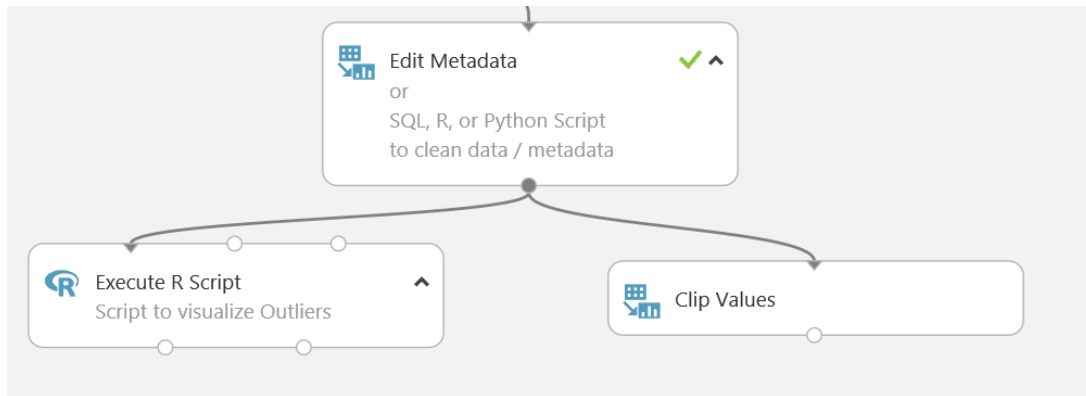 Edit Metadata
or
SQL, R, or Python Script
to clean data / metadata
R
Execute R Script
Script to visualize Outliers
Clip Values